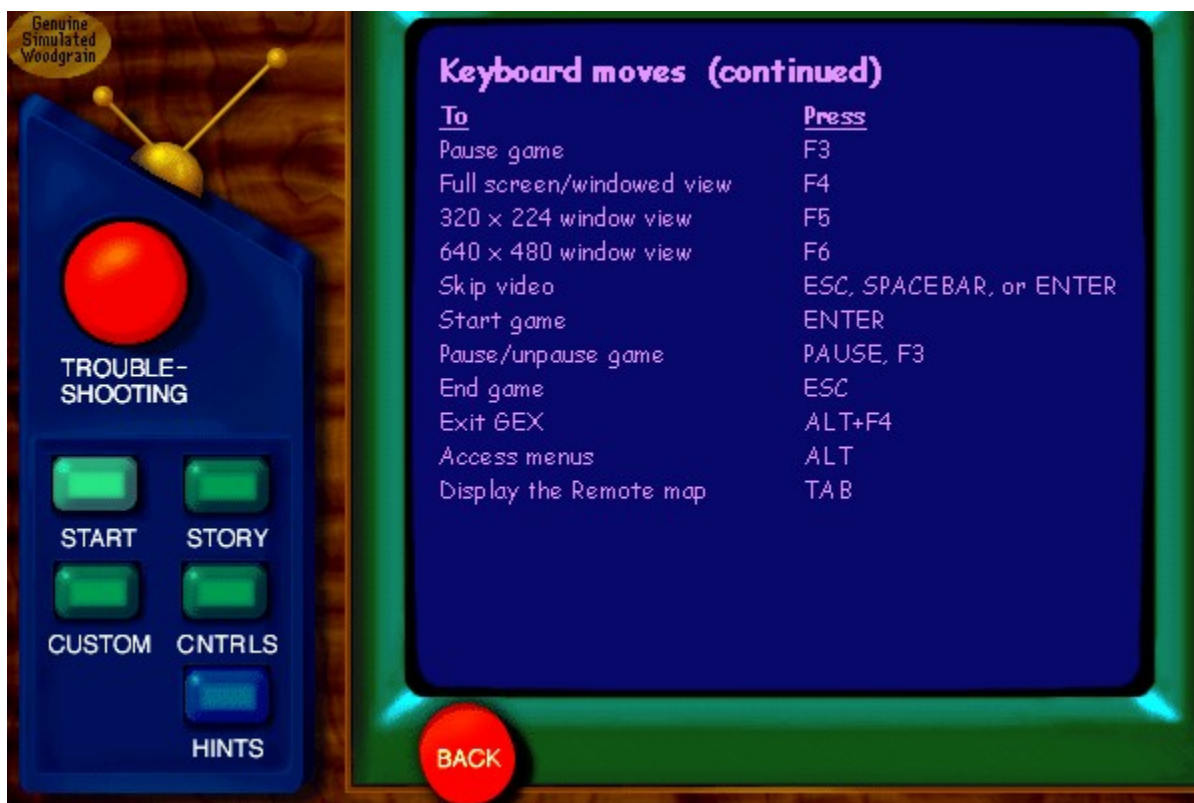 Genuine
Simulated
Woodgrain
TROUBLE-
SHOOTING
START STORY
CUSTOM CNTRLS
HINTS
Keyboard moves (continued)
To Press
Pause game F3
Full screen/windowed view F4
320 x 224 window view F5
640 x 480 window view F6
Skip video ESC, SPACEBAR, or ENTER
Start game ENTER
Pause/unpause game PAUSE, F3
End game ESC
Exit GEX ALT+F4
Access menus ALT
Display the Remote map TAB
BACK